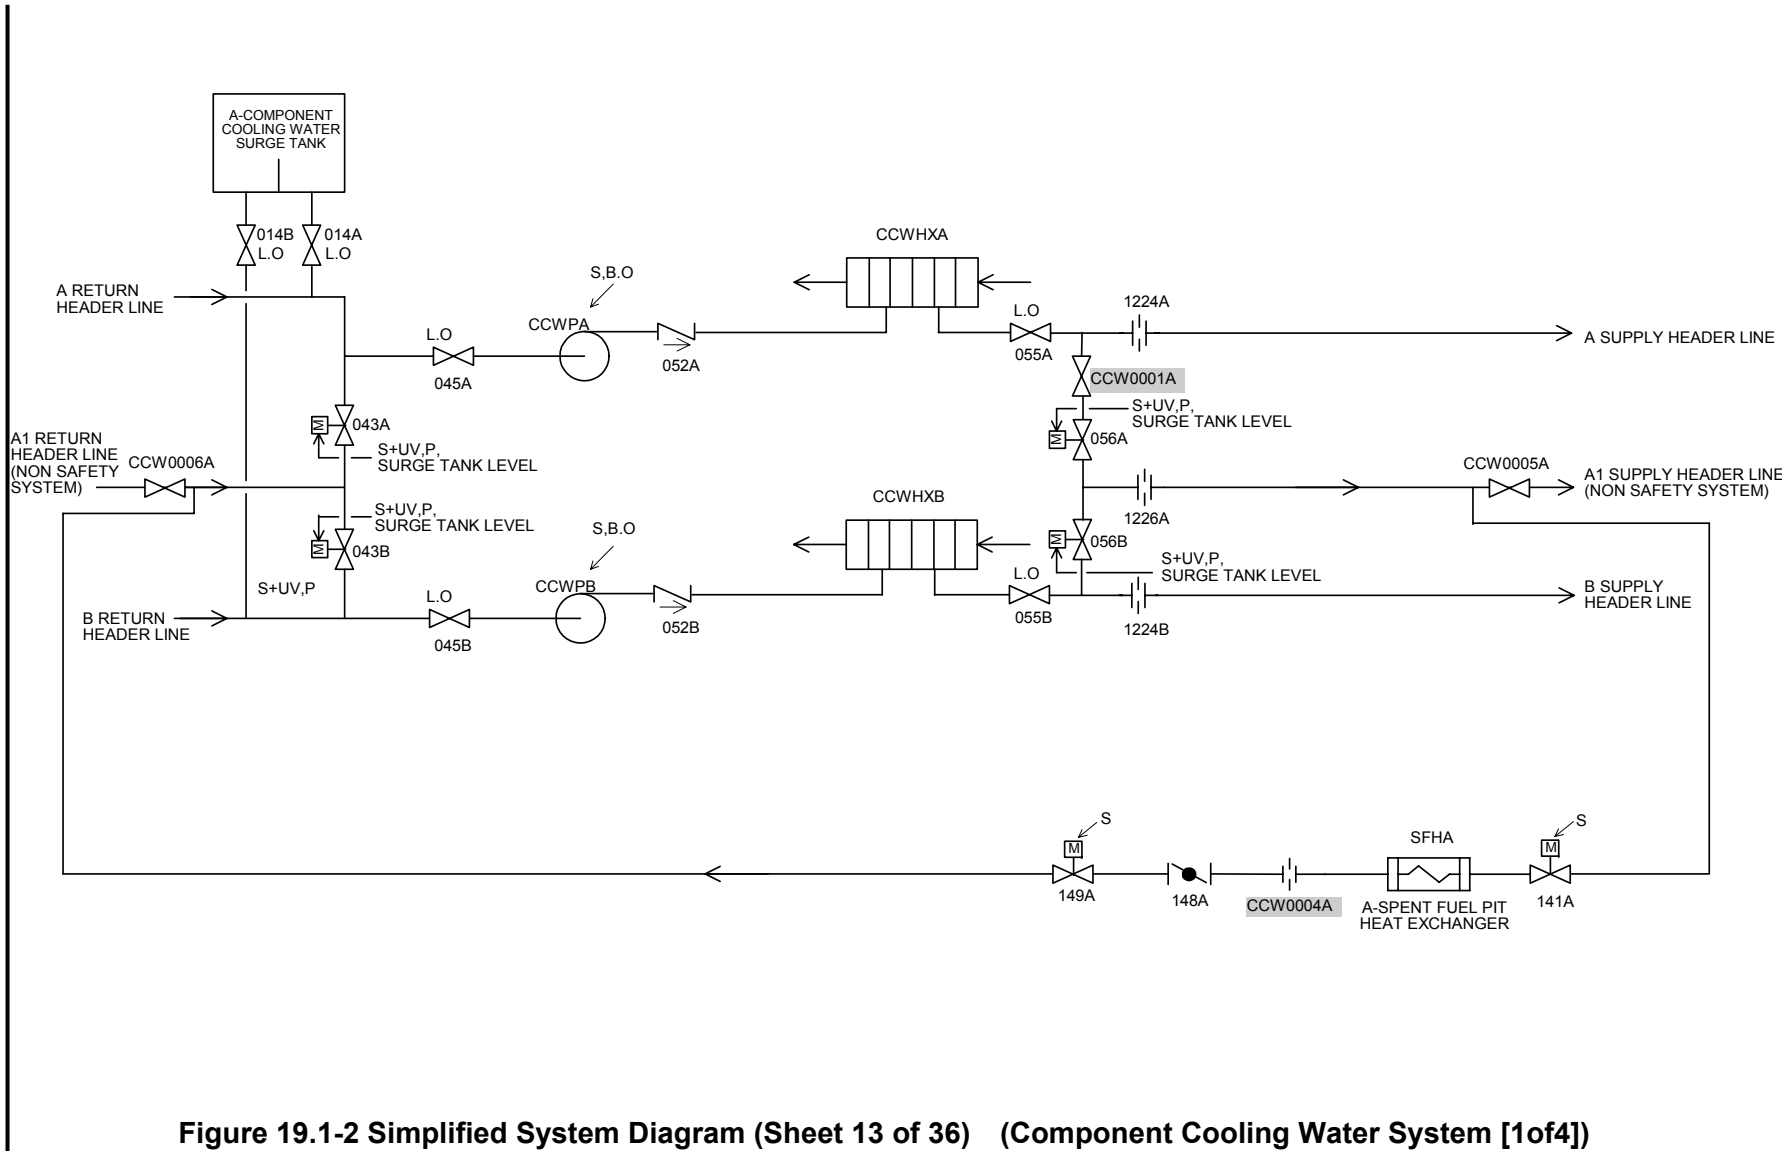 A-COMPONENT
COOLING WATER
SURGE TANK
014B
L.O
014A
L.O
A RETURN
HEADER LINE
L.O
045A
S,B.O
CCWPA
052A
CCWHXA
L.O
055A
1224A
A SUPPLY HEADER LINE
CCW0001A
M
043A
S+UV,P,
SURGE TANK LEVEL
S+UV,P,
SURGE TANK LEVEL
M
056A
A1 RETURN
HEADER LINE
(NON SAFETY
SYSTEM)
CCW0006A
S+UV,P,
SURGE TANK LEVEL
M
043B
S+UV,P
B RETURN
HEADER LINE
L.O
045B
S,B.O
CCWPB
052B
CCWHXB
L.O
055B
1226A
M
056B
S+UV,P,
SURGE TANK LEVEL
1224B
CCW0005A
A1 SUPPLY HEADER LINE
(NON SAFETY SYSTEM)
B SUPPLY
HEADER LINE
S
M
149A
148A
CCW0004A
SFHA
A-SPENT FUEL PIT
HEAT EXCHANGER
S
M
141A
Figure 19.1-2 Simplified System Diagram (Sheet 13 of 36) (Component Cooling Water System [1of4])